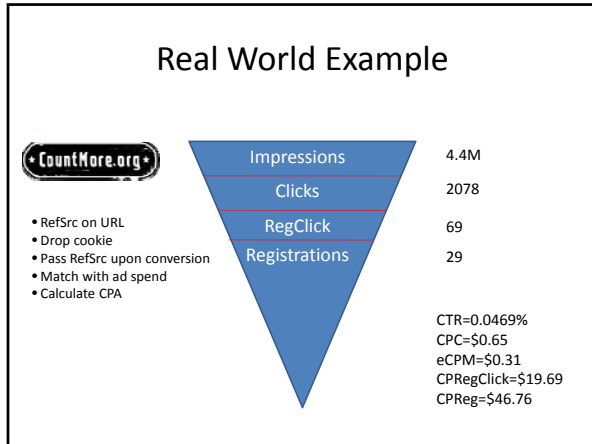 Real World Example
★CountMore.org★
Impressions
4.4M
Clicks
2078
RegClick
69
Registrations
29
• RefSrc on URL
• Drop cookie
• Pass RefSrc upon conversion
• Match with ad spend
• Calculate CPA
CTR=0.0469%
CPC=$0.65
eCPM=$0.31
CPRegClick=$19.69
CPReg=$46.76